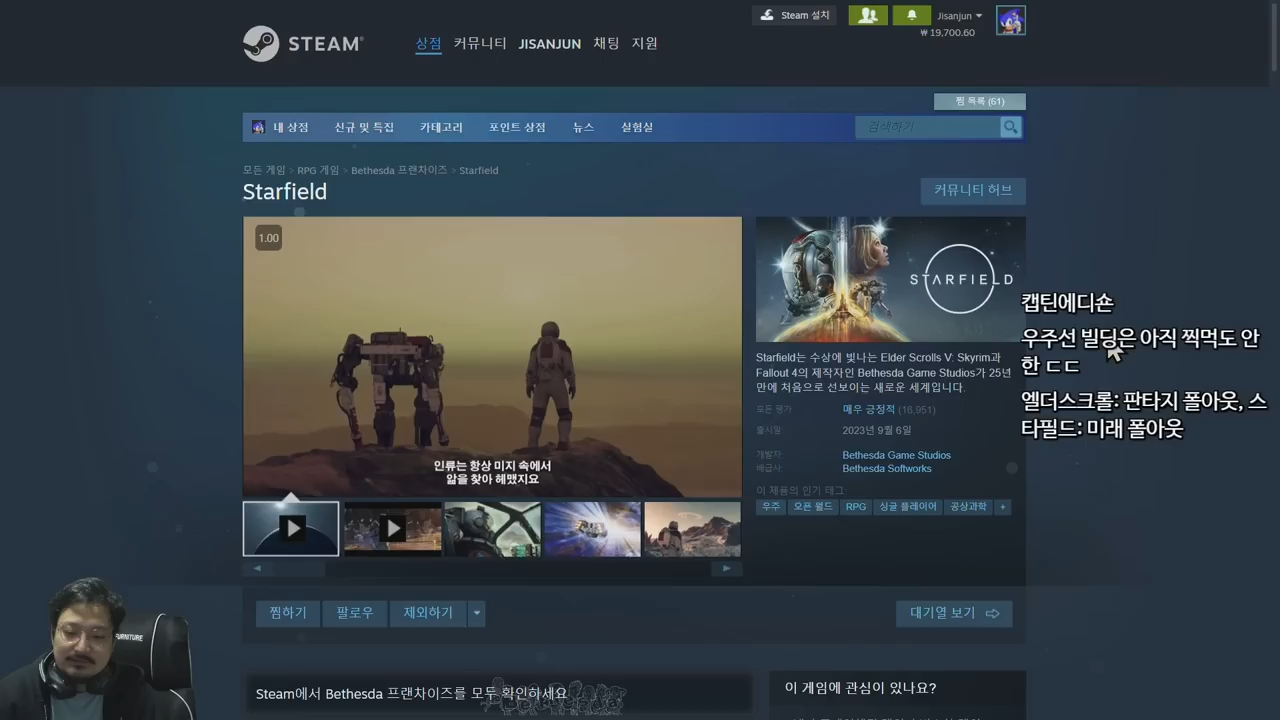 Steam 설치
Jisanjun
₩ 19,700.60
STEAM
상점
커뮤니티
JISANJUN
채팅
지원
찜 목록 (61)
내 상점
신규 및 특집
카테고리
포인트 상점
뉴스
실험실
검색하기
모든 게임 > RPG 게임 > Bethesda 프랜차이즈 > Starfield
Starfield
커뮤니티 허브
1.00
인류는 항상 미지 속에서
앎을 찾아 헤맸지요
STARFIELD
Starfield는 수상에 빛나는 Elder Scrolls V: Skyrim과
Fallout 4의 제작자인 Bethesda Game Studios가 25년
만에 처음으로 선보이는 새로운 세계입니다.
모든 평가
매우 긍정적 (16,951)
출시일
2023년 9월 6일
개발자
Bethesda Game Studios
배급사
Bethesda Softworks
이 제품의 인기 태그:
우주
오픈 월드
RPG
싱글 플레이어
공상과학
+
캡틴에디숀
우주선 빌딩은 아직 찍먹도 안
한 ㄷㄷ
엘더스크롤: 판타지 폴아웃, 스
타필드: 미래 폴아웃
찜하기
팔로우
제외하기
대기열 보기
FURNITURE
Steam에서 Bethesda 프랜차이즈를 모두 확인하세요
이 게임에 관심이 있나요?